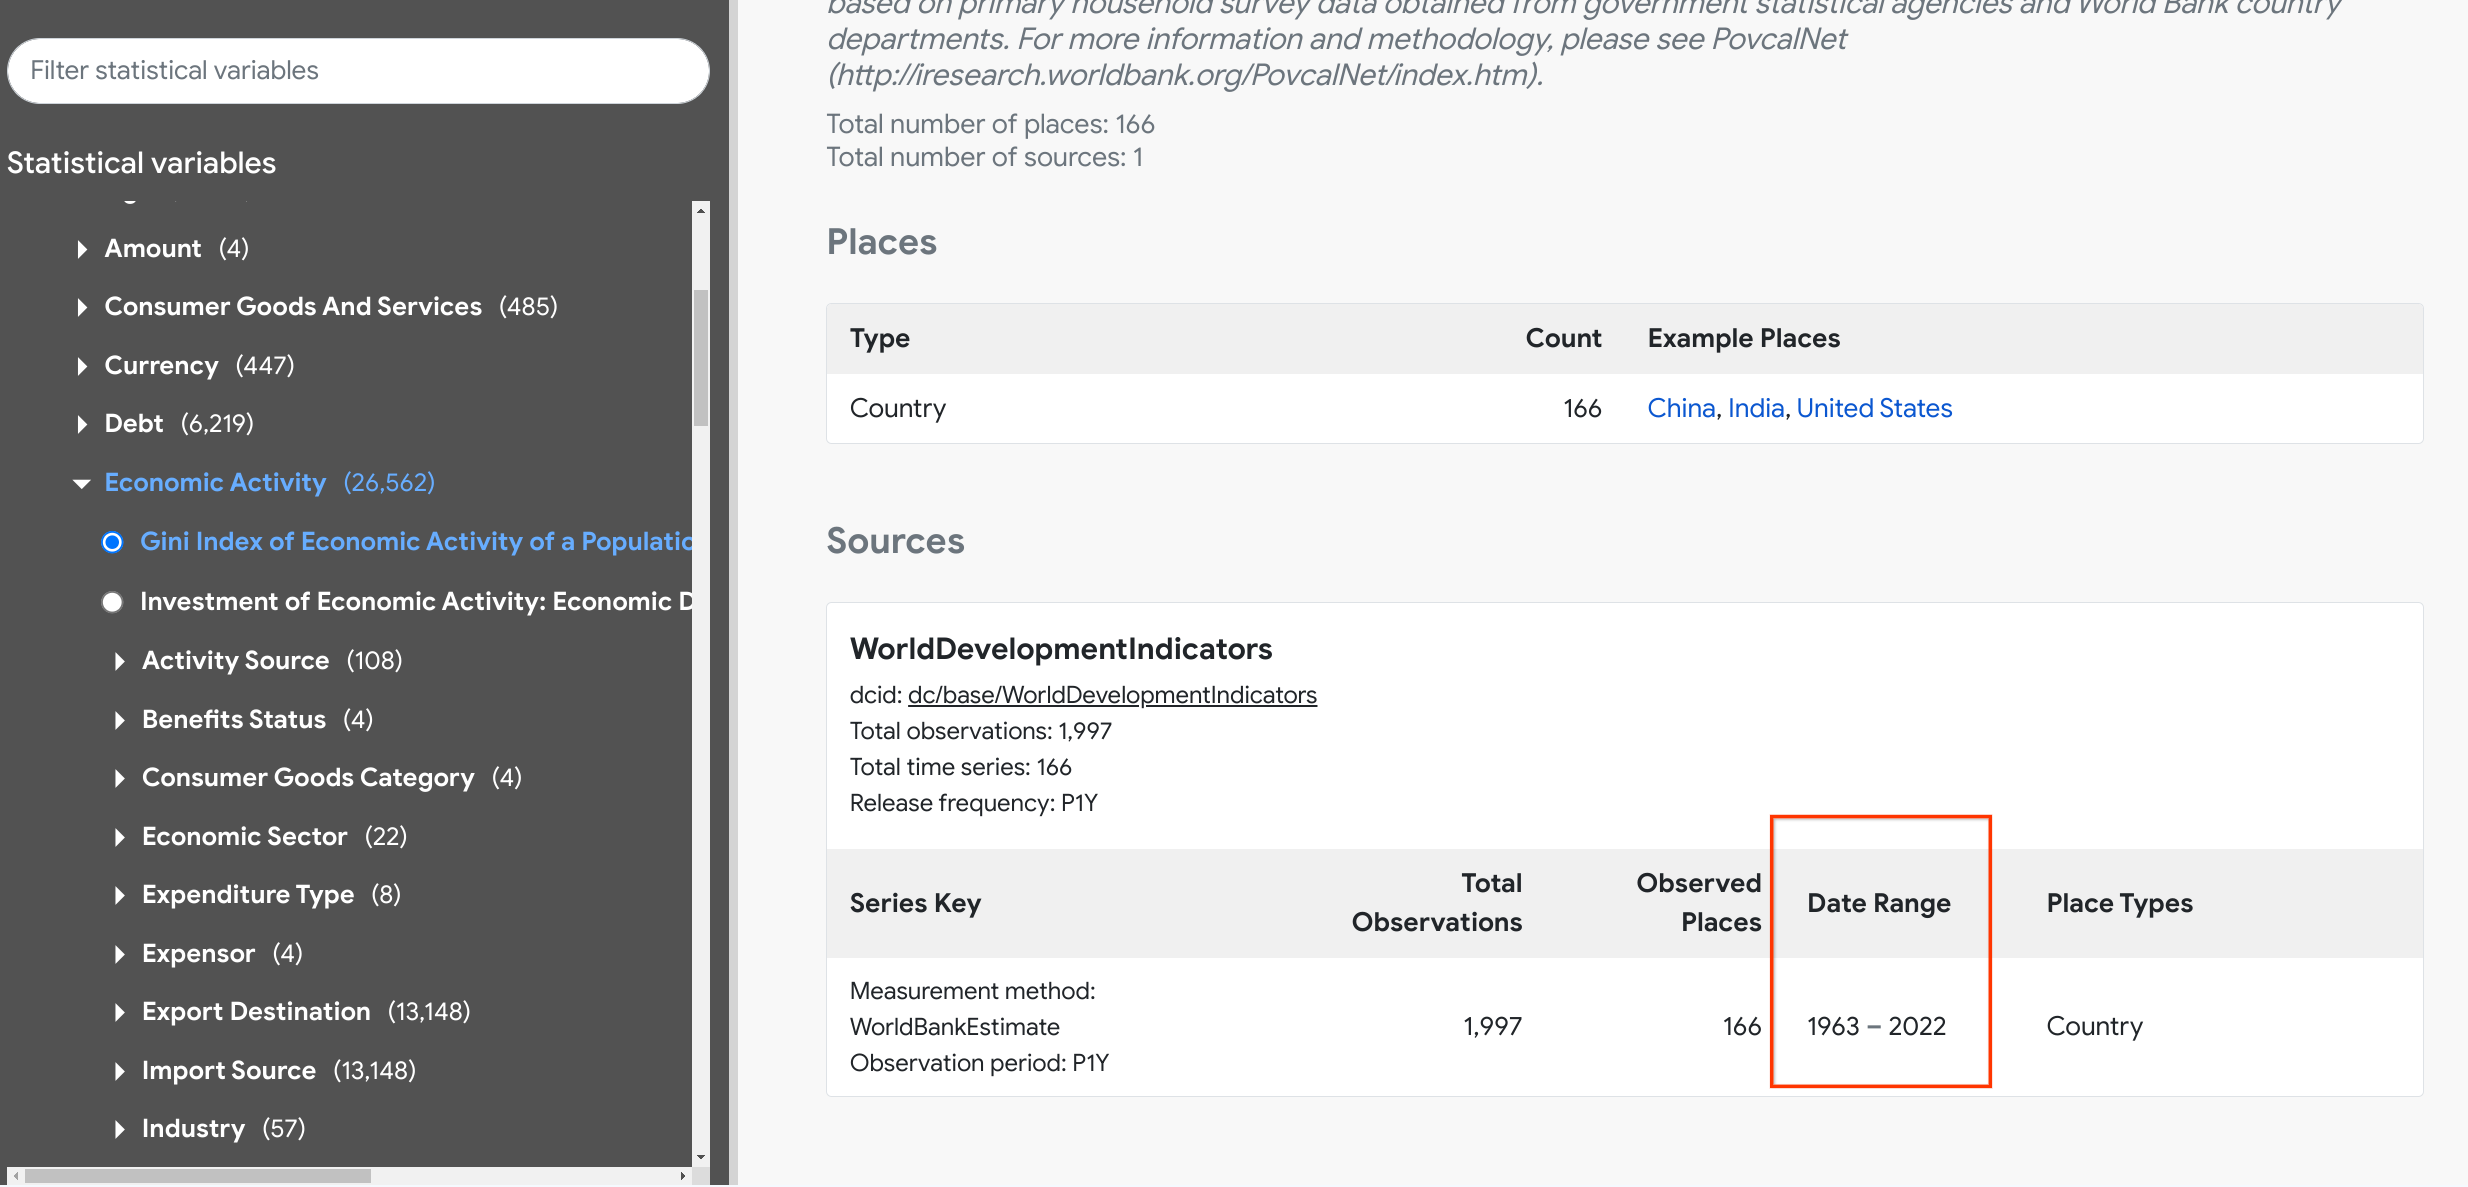 Filter statistical variables
Statistical variables
Amount (4)
Consumer Goods And Services (485)
Currency (447)
Debt (6,219)
Economic Activity (26,562)
Gini Index of Economic Activity of a
Investment of Economic Activity: Economic
Activity Source (108)
Benefits Status (4)
Consumer Goods Category (4)
Economic Sector (22)
Expenditure Type (8)
Expensor (4)
Export Destination (13,148)
Import Source (13,148)
Industry (57)
based on primary household survey data obtained from government statistical agencies and World Bank country
departments. For more information and methodology, please see PovcalNet
(http://iresearch.worldbank.org/PovcalNet/index.htm).
Total number of places: 166
Total number of sources: 1
Places
Type Count Example Places
Country 166 China, India, United States
Sources
WorldDevelopmentIndicators
dcid: dc/base/WorldDevelopmentIndicators
Total observations: 1,997
Total time series: 166
Release frequency: P1Y
Series Key Total Observations Observed Places Date Range Place Types
Measurement method:
WorldBankEstimate 1,997 166 1963 – 2022 Country
Observation period: P1Y